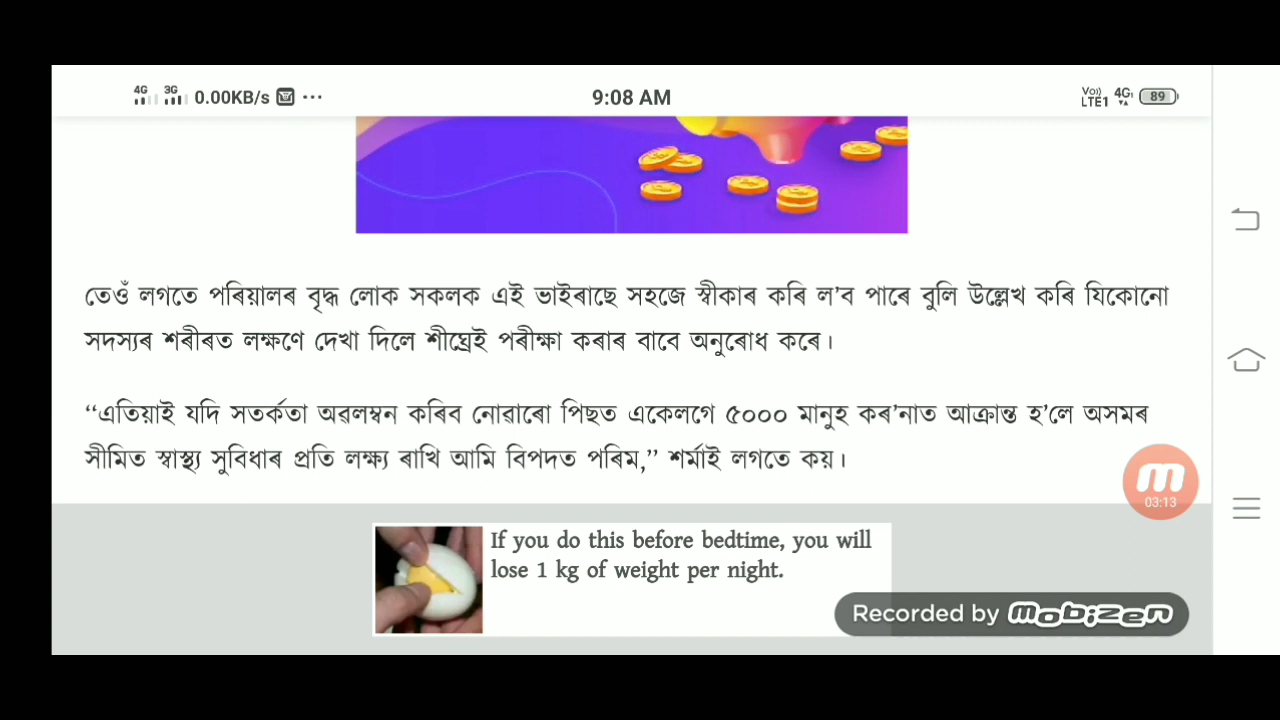 4G 3G 0.00KB/s ··· 9:08 AM Vo)) LTE1 4G 89
তেওঁ লগতে পৰিয়ালৰ বৃদ্ধ লোক সকলক এই ভাইৰাছে সহজে স্বীকাৰ কৰি ল’ব পাৰে বুলি উল্লেখ কৰি যিকোনো
সদস্যৰ শৰীৰত লক্ষণে দেখা দিলে শীঘ্ৰেই পৰীক্ষা কৰাৰ বাবে অনুৰোধ কৰে।
“এতিয়াই যদি সতৰ্কতা অৱলম্বন কৰিব নোৱাৰো পিছত একেলগে ৫০০০ মানুহ কৰ’নাত আক্ৰান্ত হ’লে অসমৰ
সীমিত স্বাস্থ্য সুবিধাৰ প্ৰতি লক্ষ্য ৰাখি আমি বিপদত পৰিম,” শৰ্মাই লগতে কয়।
03:13
If you do this before bedtime, you will
lose 1 kg of weight per night.
Recorded by mobizen